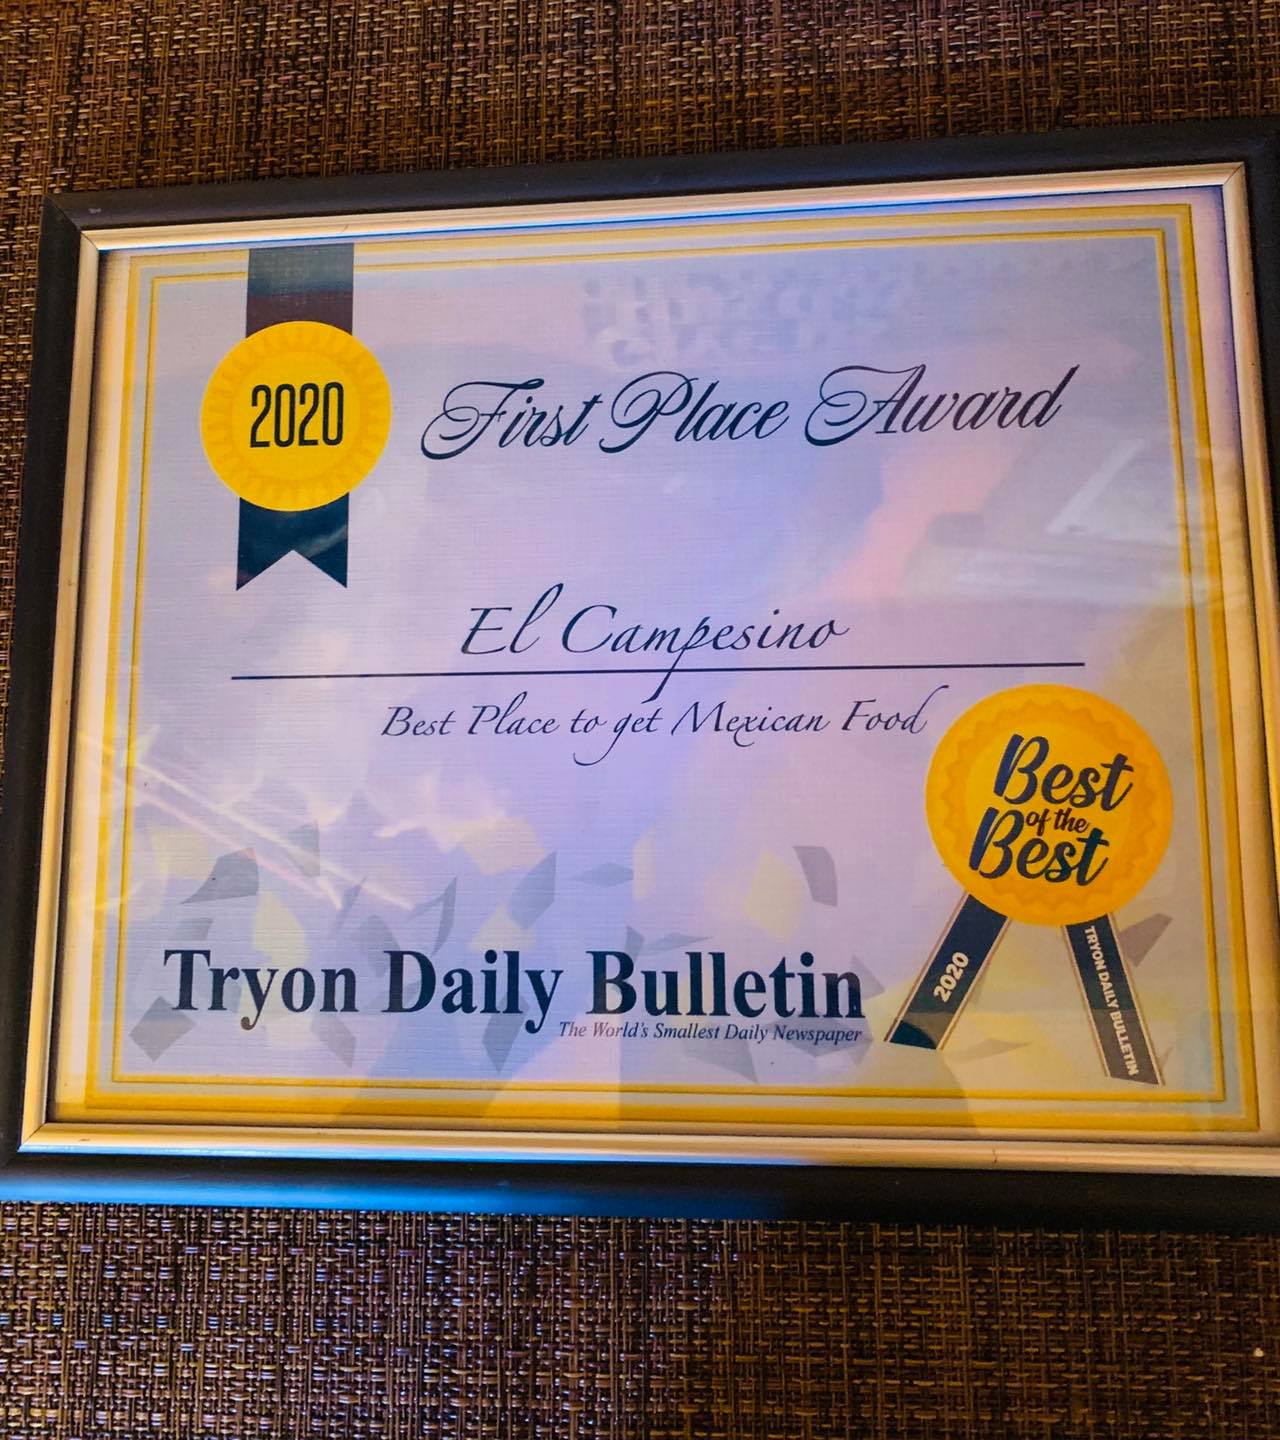 2020
First Place Award
El Campesino
Best Place to get Mexican Food
Best
of the
Best
2020
TRYON DAILY BULLETIN
Tryon Daily Bulletin
The World's Smallest Daily Newspaper